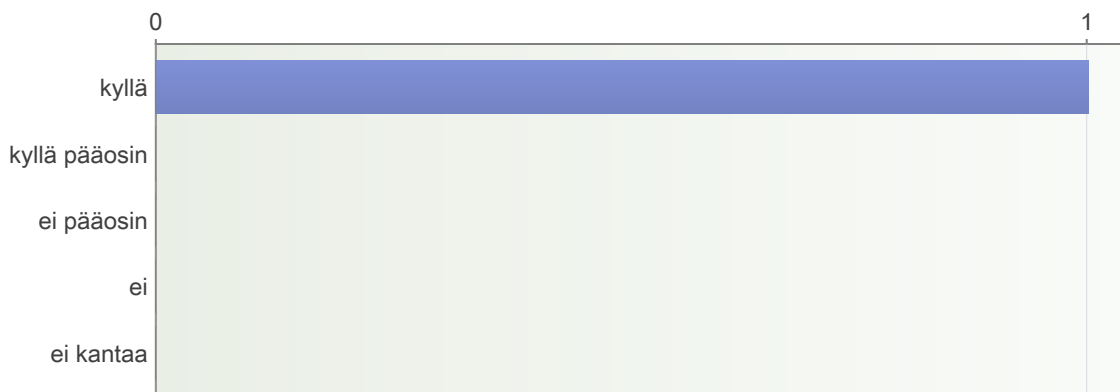 0 1
kyllä
kyllä pääosin
ei pääosin
ei
ei kantaa